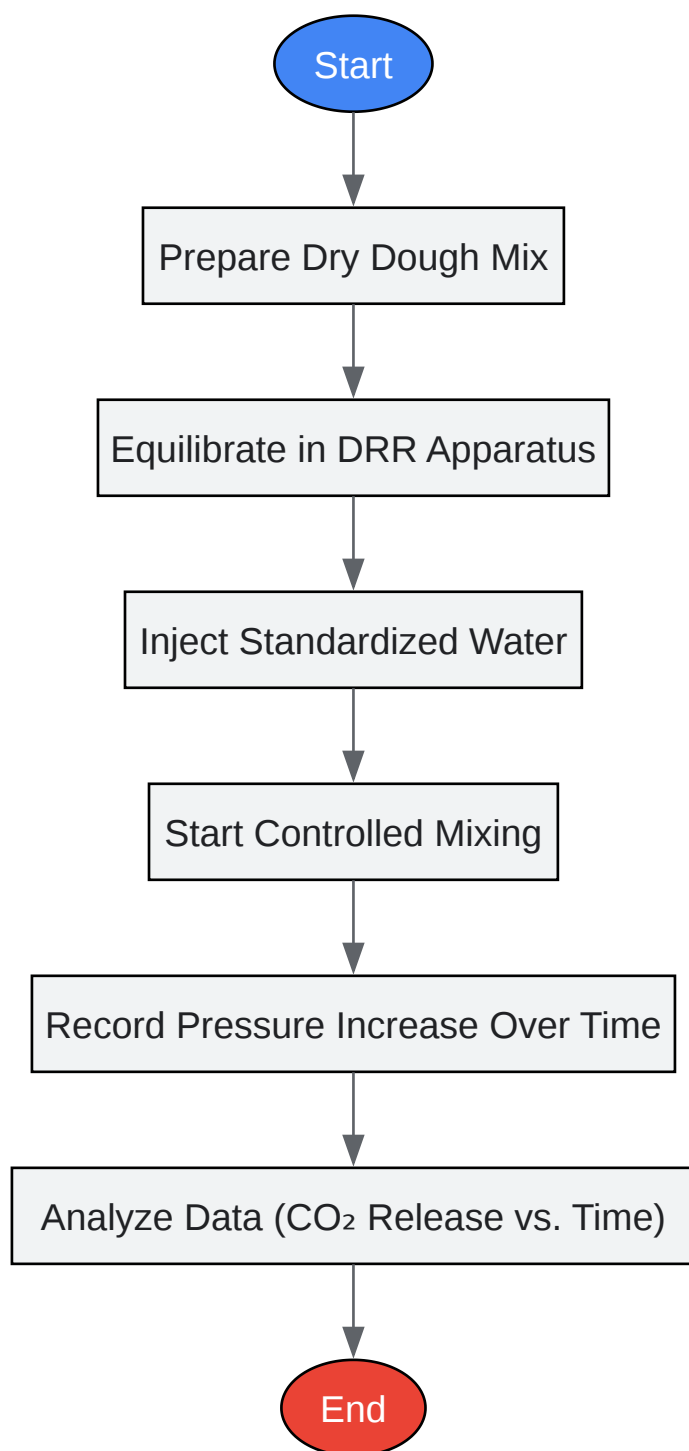 Start
Prepare Dry Dough Mix
Equilibrate in DRR Apparatus
Inject Standardized Water
Start Controlled Mixing
Record Pressure Increase Over Time
Analyze Data (CO₂ Release vs. Time)
End